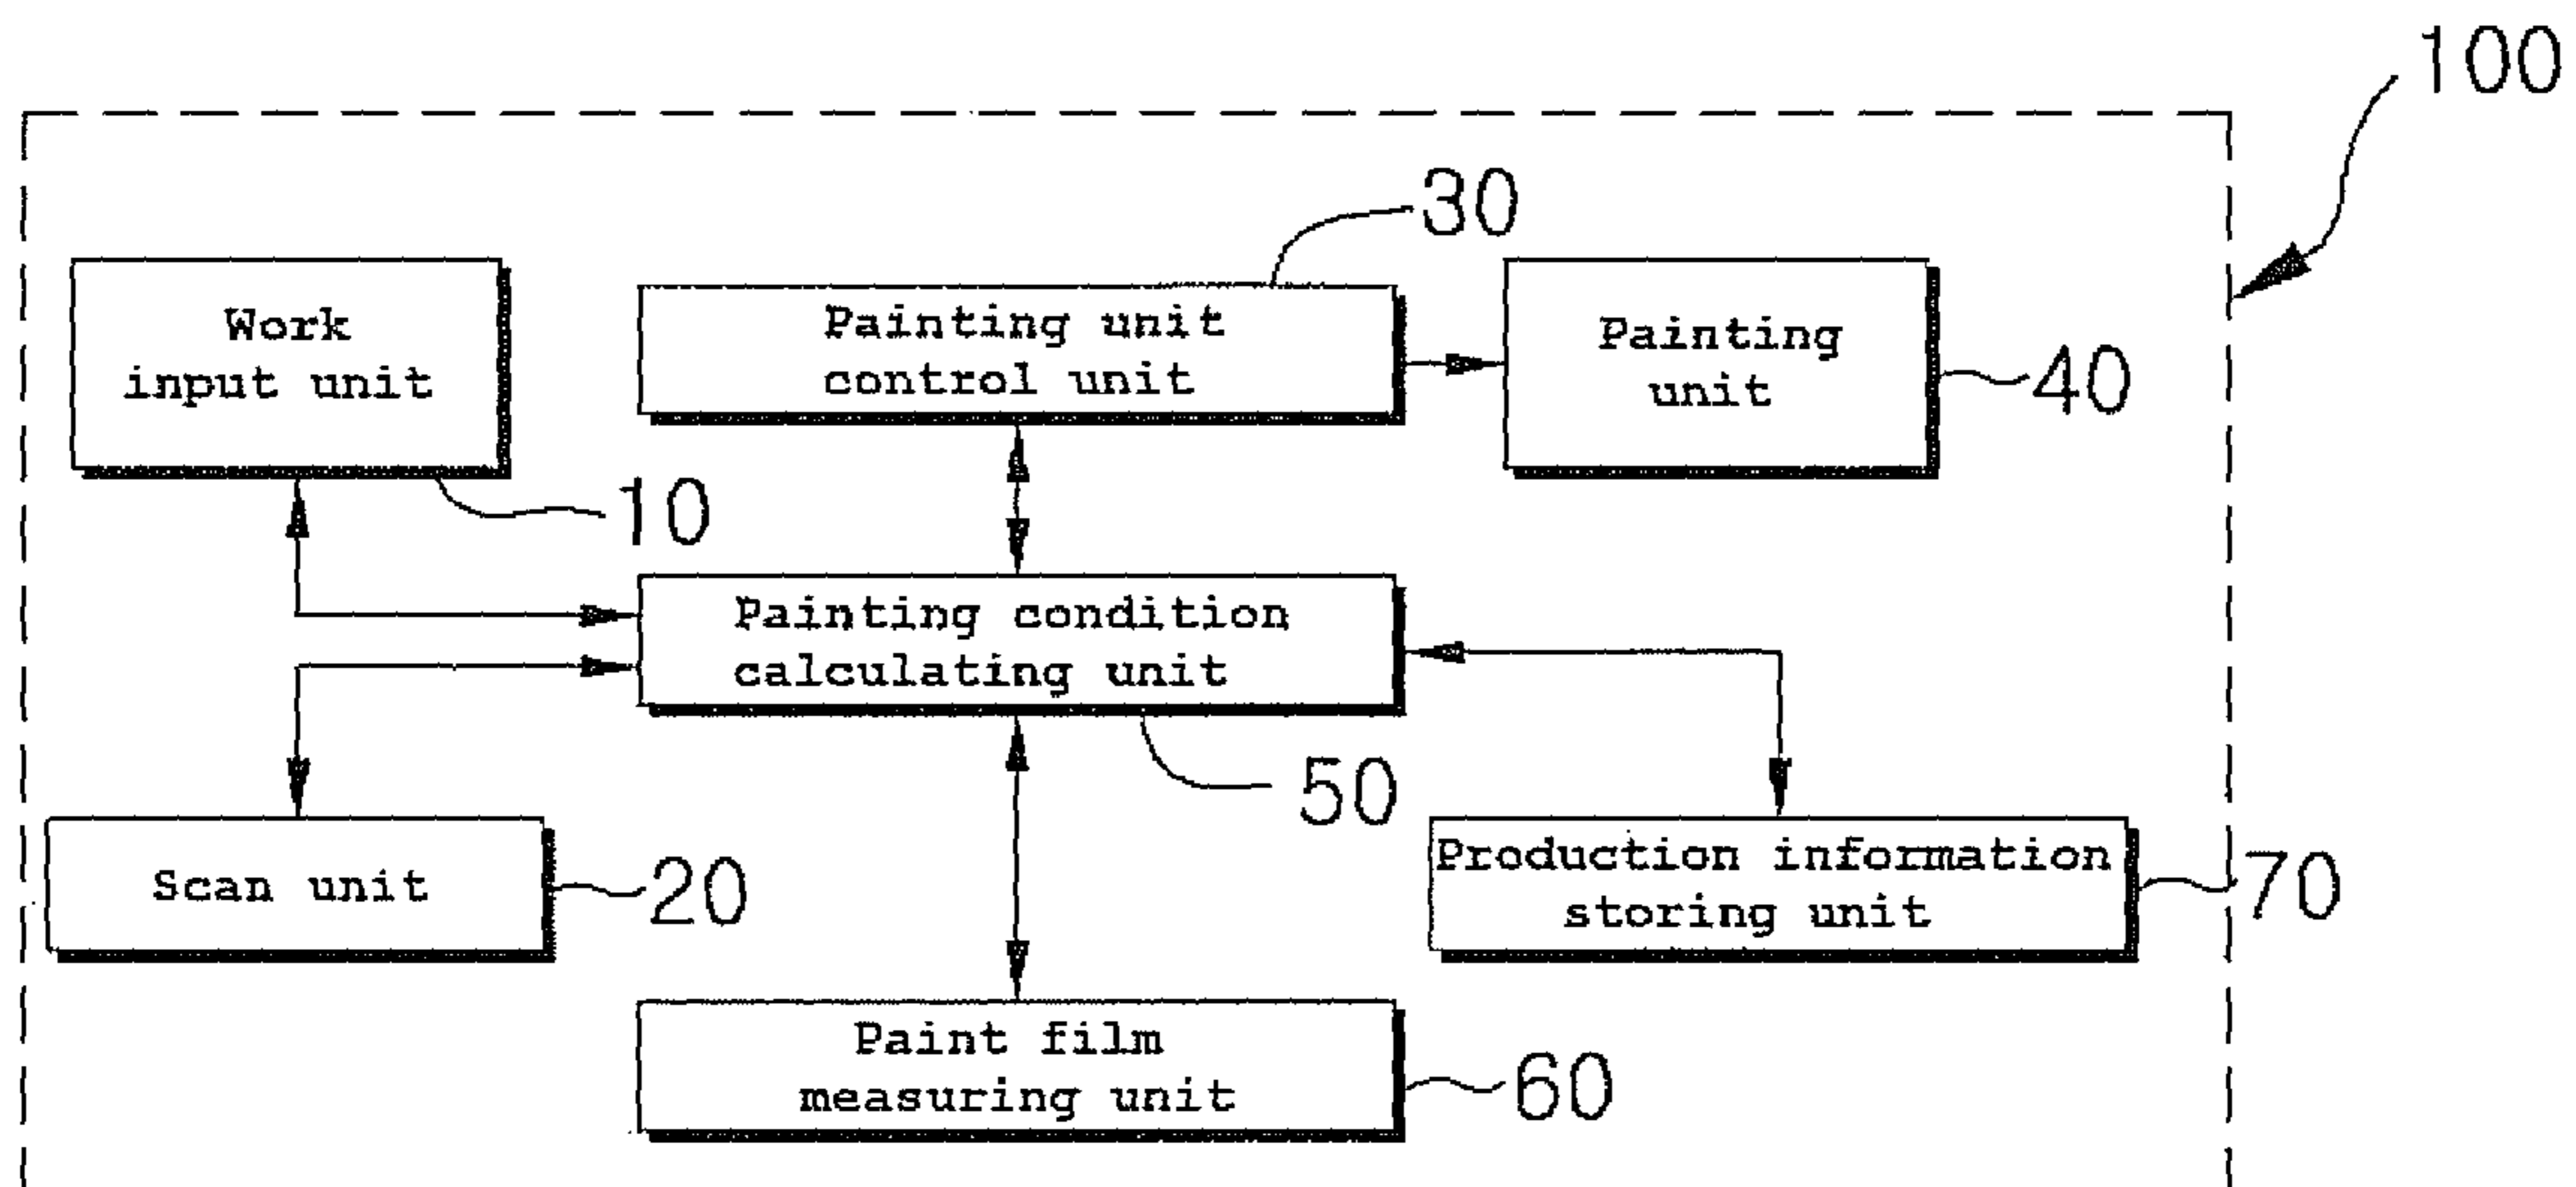 100
30
Work
input unit
Painting unit
control unit
Painting
unit
40
10
Painting condition
calculating unit
50
Scan unit
20
Production information
storing unit
70
Paint film
measuring unit
60